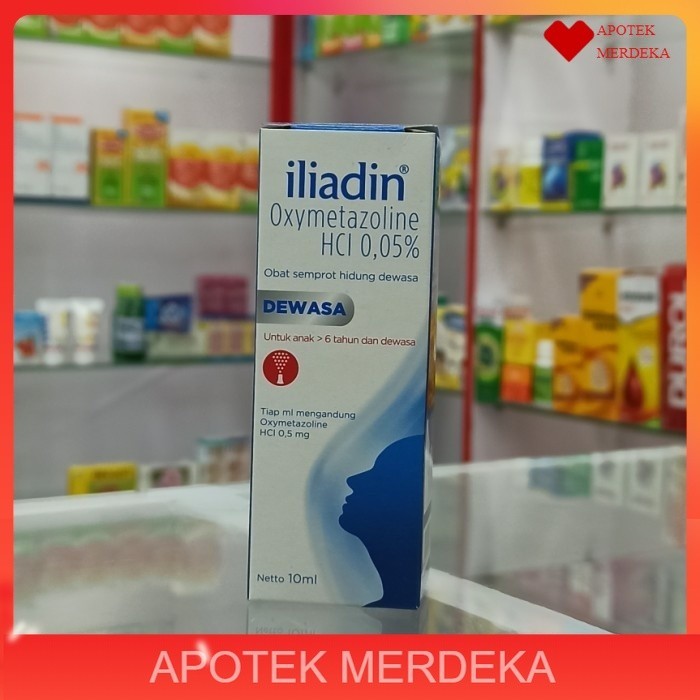 APOTEK
MERDEKA
iliadin®
Oxymetazoline
HCl 0,05%
Obat semprot hidung dewasa
DEWASA
Untuk anak > 6 tahun dan dewasa
Tiap ml mengandung
Oxymetazoline
HCl 0,5 mg
Netto 10ml
APOTEK MERDEKA